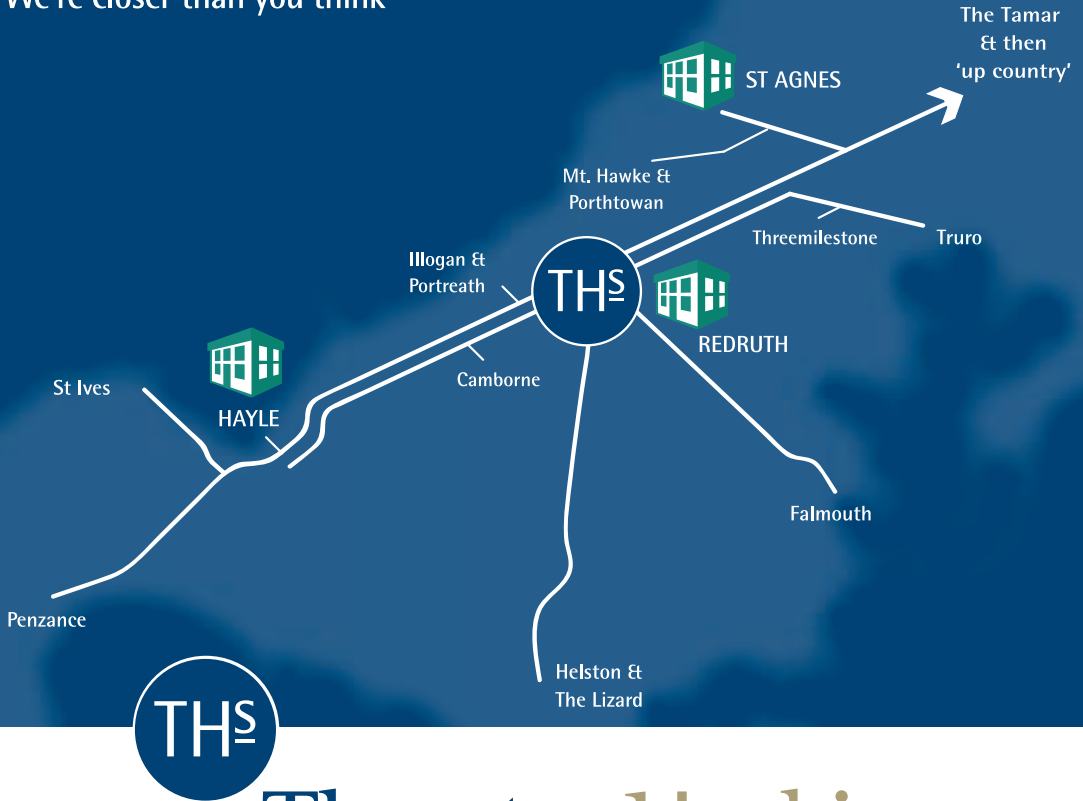 We're closer than you think
The Tamar
& then
'up country'
ST AGNES
Mt. Hawke &
Porthtowan
Threemilestone
Truro
Illogan &
Portreath
THS
REDRUTH
Camborne
St Ives
HAYLE
Falmouth
Penzance
Helston &
The Lizard
THS